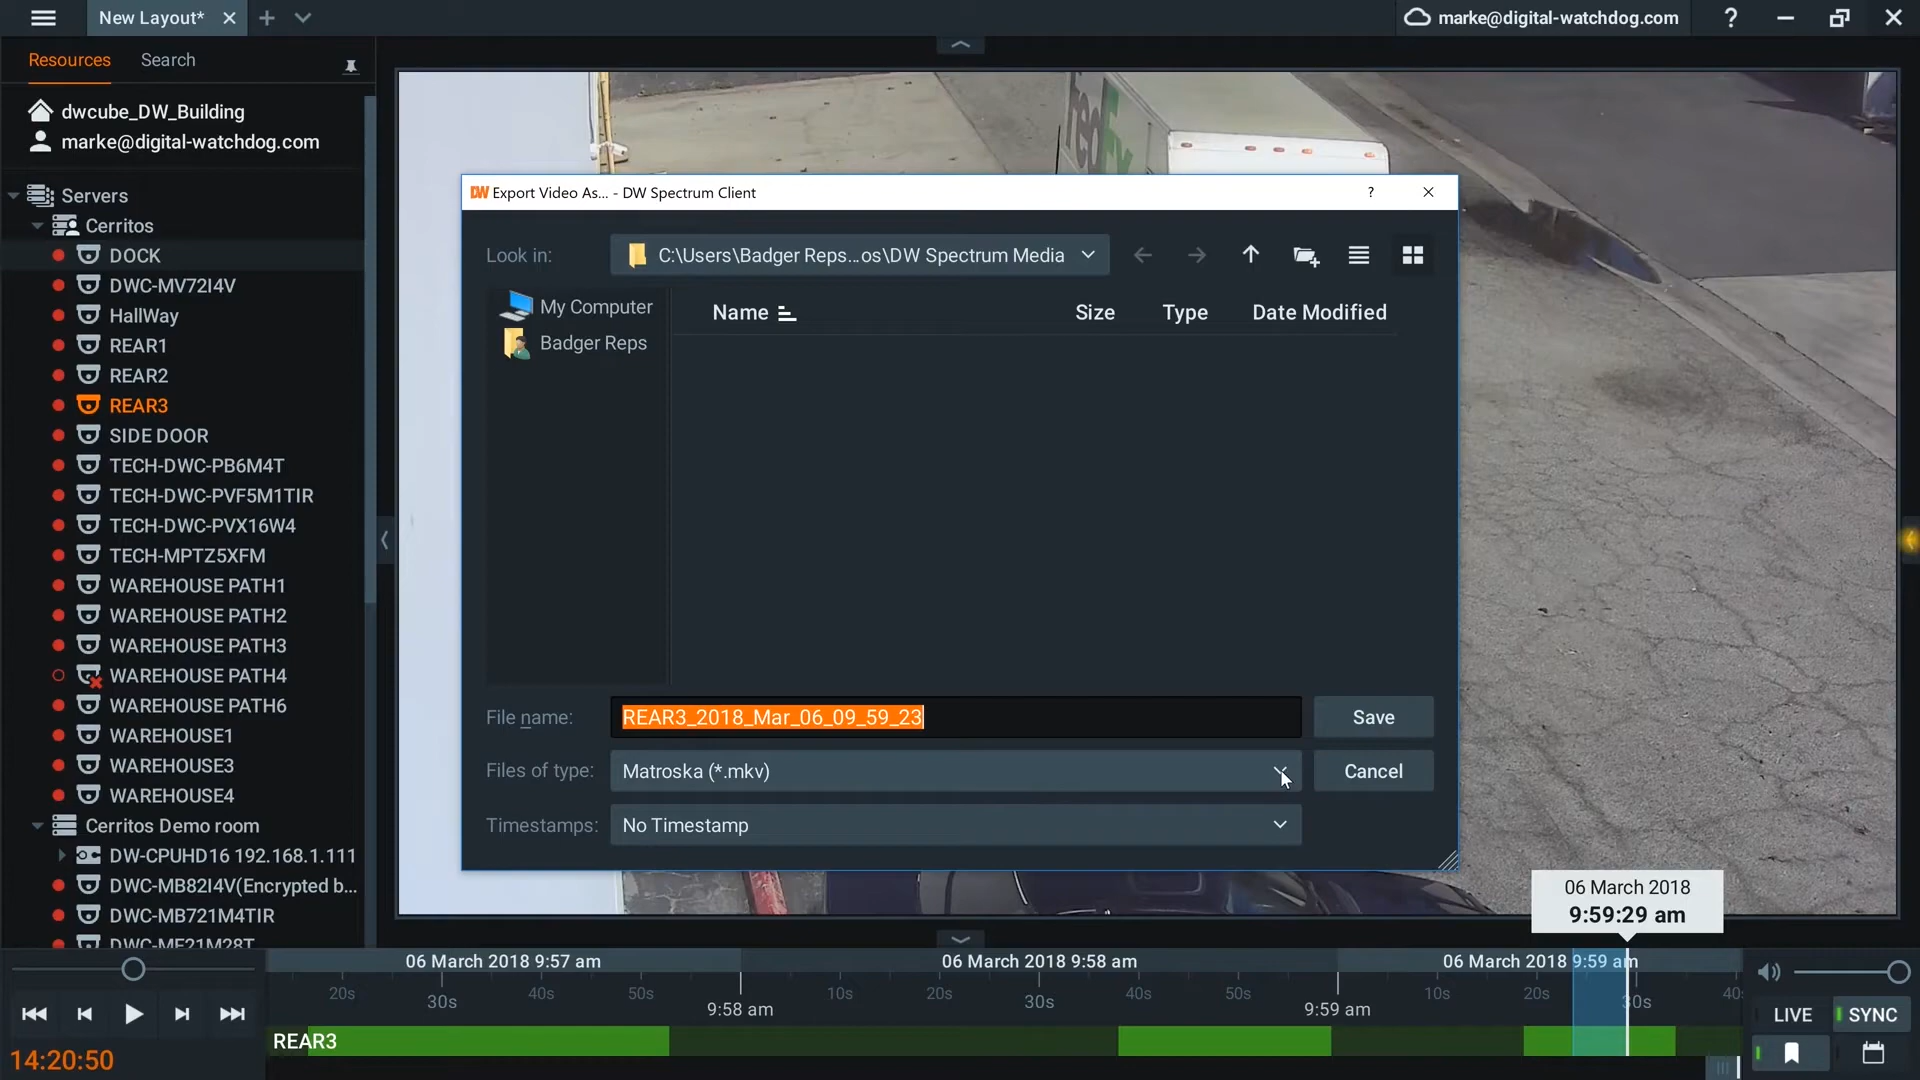 New Layout*
marke@digital-watchdog.com
?
Resources
Search
dwcube_DW_Building
marke@digital-watchdog.com
Servers
Cerritos
DOCK
DWC-MV72I4V
HallWay
REAR1
REAR2
REAR3
SIDE DOOR
TECH-DWC-PB6M4T
TECH-DWC-PVF5M1TIR
TECH-DWC-PVX16W4
TECH-MPTZ5XFM
WAREHOUSE PATH1
WAREHOUSE PATH2
WAREHOUSE PATH3
WAREHOUSE PATH4
WAREHOUSE PATH6
WAREHOUSE1
WAREHOUSE3
WAREHOUSE4
Cerritos Demo room
DW-CPUHD16 192.168.1.111
DWC-MB82I4V(Encrypted b...
DWC-MB721M4TIR
DWC-MF21M28T
FedEx
DW Export Video As... - DW Spectrum Client
?
Look in:
C:\Users\Badger Reps...os\DW Spectrum Media
My Computer
Badger Reps
Name
Size
Type
Date Modified
File name:
REAR3_2018_Mar_06_09_59_23
Save
Files of type:
Matroska (*.mkv)
Cancel
Timestamps:
No Timestamp
06 March 2018
9:59:29 am
06 March 2018 9:57 am
06 March 2018 9:58 am
06 March 2018 9:59 am
20s
30s
40s
50s
9:58 am
10s
20s
30s
40s
50s
9:59 am
10s
20s
30s
40s
REAR3
14:20:50
LIVE
SYNC